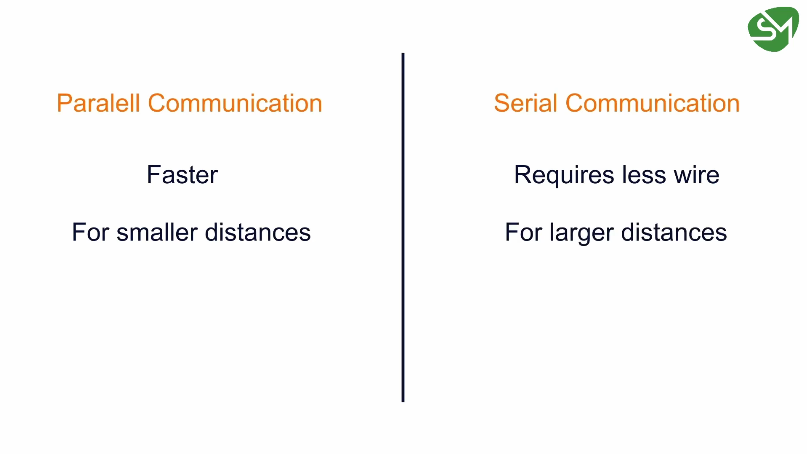 SM
Paralell Communication
Serial Communication
Faster
Requires less wire
For smaller distances
For larger distances